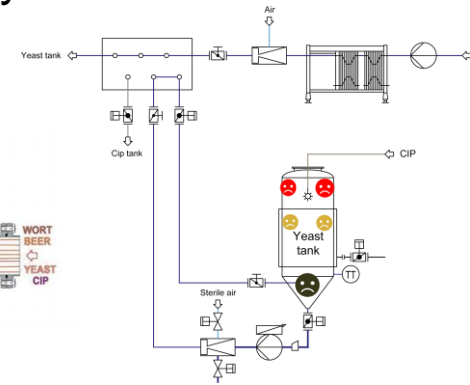 Air
Yeast tank
Cip tank
CIP
WORT
BEER
YEAST
CIP
Yeast
tank
TT
Sterile air